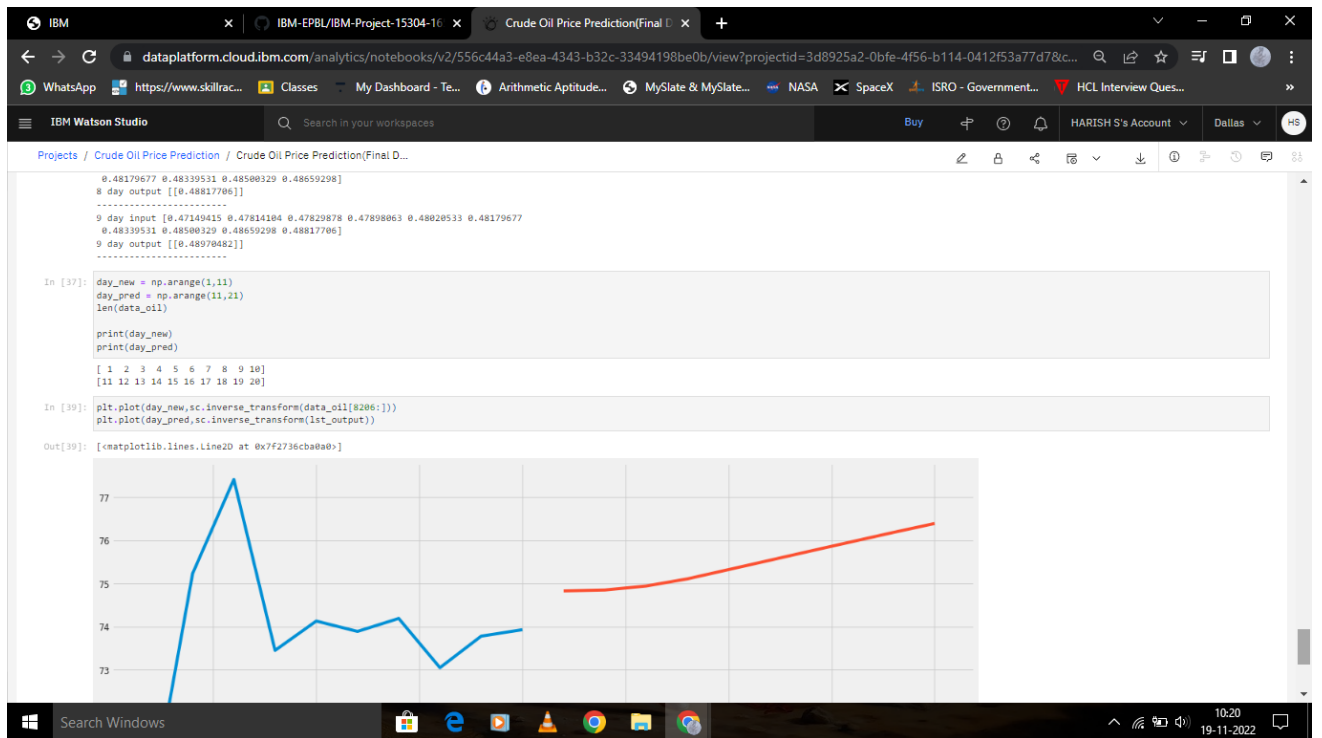 IBM
IBM-EPBL/IBM-Project-15304-16
Crude Oil Price Prediction(Final D
dataplatform.cloud.ibm.com/analytics/notebooks/v2/556c44a3-e8ea-4343-b32c-33494198be0b/view?projectid=3d8925a2-0bfe-4f56-b114-0412f53a77d7&c...
3 WhatsApp https://www.skillrac... Classes My Dashboard - Te... Arithmetic Aptitude... MySlate & MySlate... NASA SpaceX ISRO - Governmen... HCL Interview Ques... »
IBM Watson Studio Search in your workspaces Buy HARISH S's Account Dallas HS
Projects / Crude Oil Price Prediction / Crude Oil Price Prediction(Final D...
0.48179677 0.48339531 0.48500329 0.48659298]
8 day output [[0.48817706]]
------------------------
9 day input [0.47149415 0.47814104 0.47829878 0.47898063 0.48020533 0.48179677
0.48339531 0.48500329 0.48659298 0.48817706]
9 day output [[0.48970482]]
------------------------
In [37]: day_new = np.arange(1,11)
day_pred = np.arange(11,21)
len(data_oil)
print(day_new)
print(day_pred)
[ 1 2 3 4 5 6 7 8 9 10]
[11 12 13 14 15 16 17 18 19 20]
In [39]: plt.plot(day_new,sc.inverse_transform(data_oil[8206:]))
plt.plot(day_pred,sc.inverse_transform(lst_output))
Out[39]: [<matplotlib.lines.Line2D at 0x7f2736cba0a0>]
77
76
75
74
73
Search Windows
10:20
19-11-2022